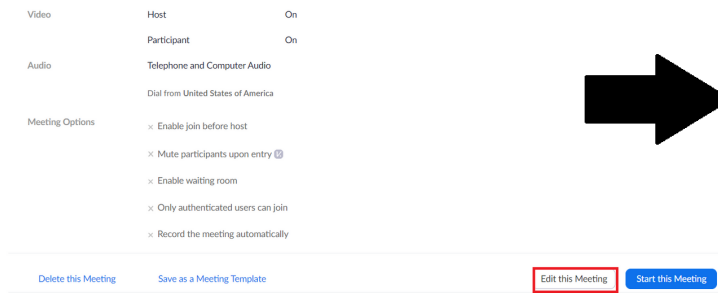 Video Host On
Participant On
Audio Telephone and Computer Audio
Dial from United States of America
Meeting Options
× Enable join before host
× Mute participants upon entry
× Enable waiting room
× Only authenticated users can join
× Record the meeting automatically
Delete this Meeting Save as a Meeting Template Edit this Meeting Start this Meeting